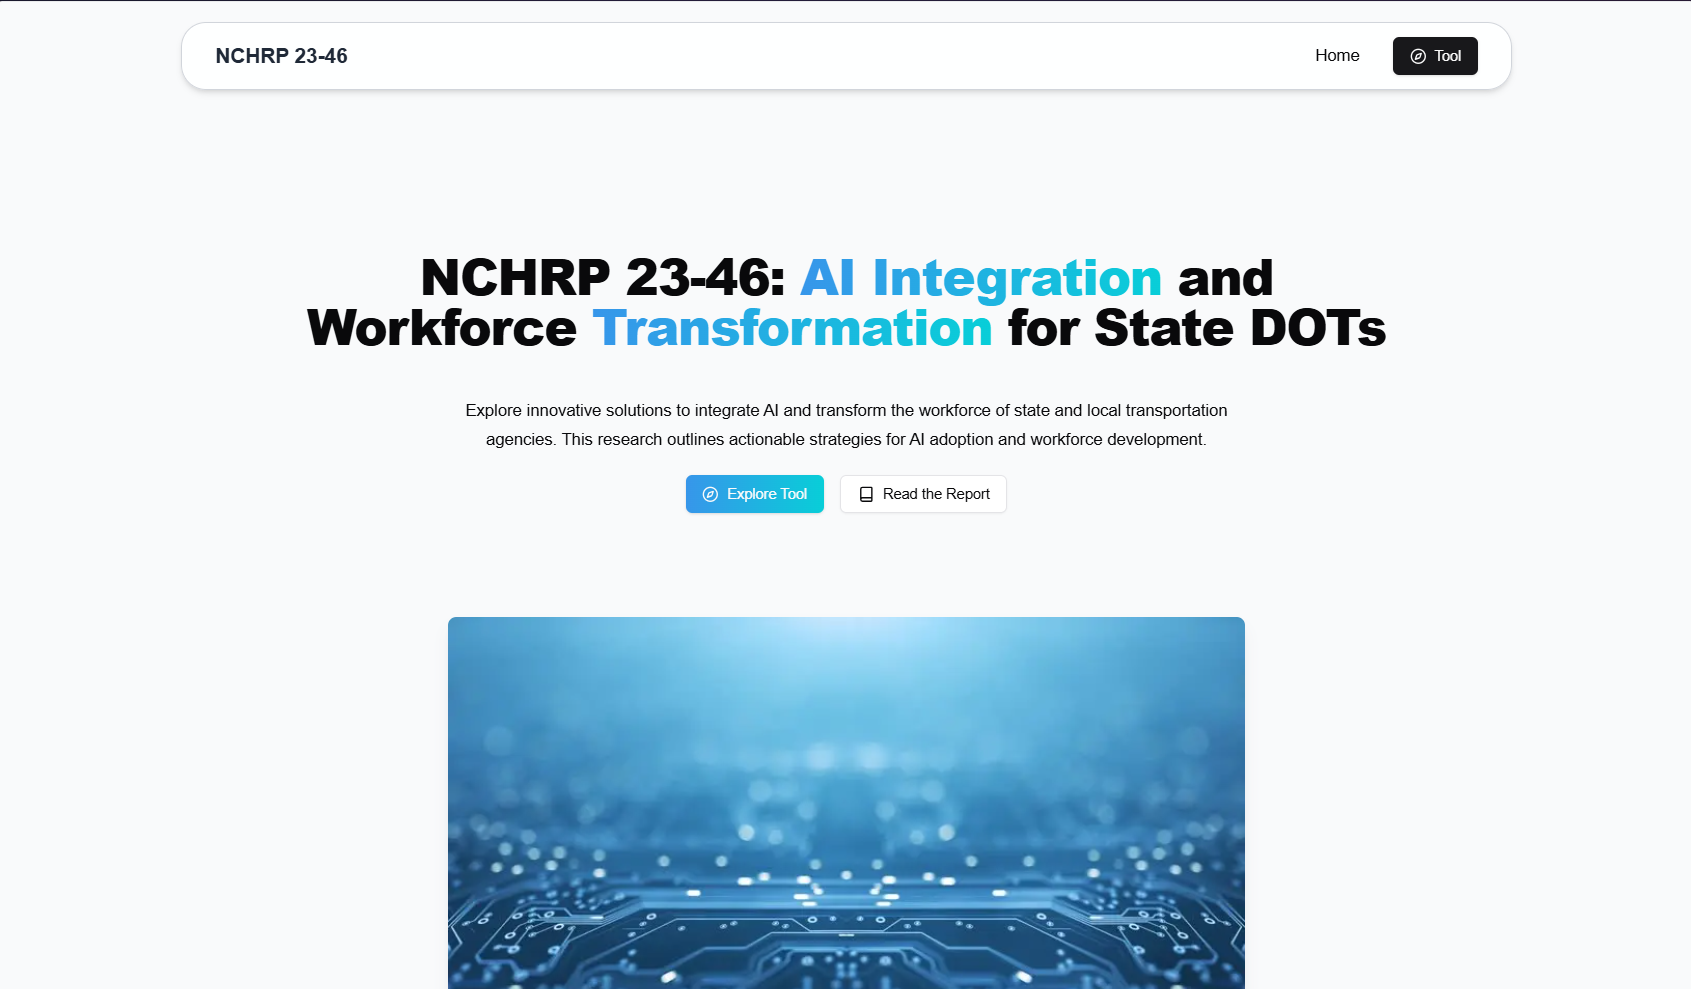 NCHRP 23-46
Home
Tool
NCHRP 23-46: AI Integration and
Workforce Transformation for State DOTs
Explore innovative solutions to integrate AI and transform the workforce of state and local transportation
agencies. This research outlines actionable strategies for AI adoption and workforce development.
Explore Tool
Read the Report